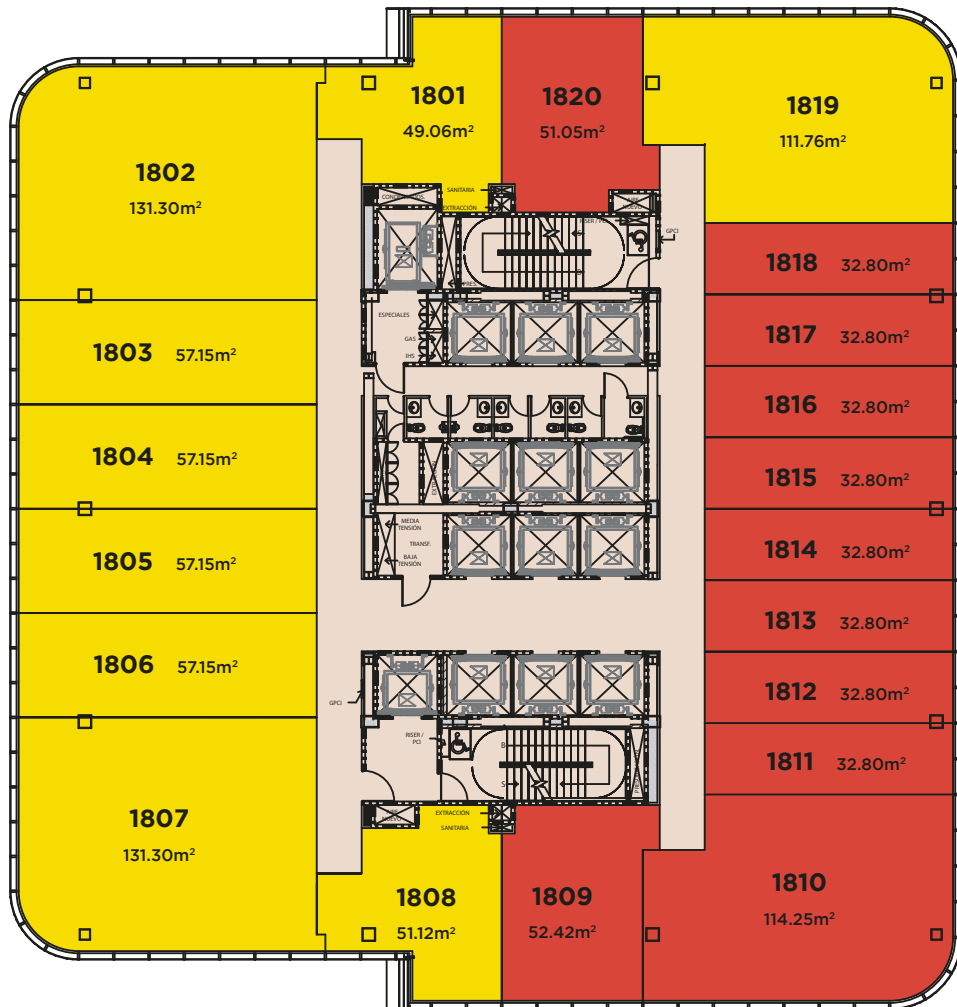 1801
49.06m²
1820
51.05m²
1819
111.76m²
1802
131.30m²
SANITARIA
EXTRACCIÓN
GPCI
1818 32.80m²
ESPECIALES
GAS
IHS
1803 57.15m²
1817 32.80m²
1816 32.80m²
1804 57.15m²
1815 32.80m²
MEDIA
TENSIÓN
TRANSF.
BAJA
TENSIÓN
1805 57.15m²
1814 32.80m²
1813 32.80m²
1806 57.15m²
1812 32.80m²
GPCI
RISER /
PCI
B
S
1811 32.80m²
1807
131.30m²
EXTRACCIÓN
SANITARIA
1808
51.12m²
1809
52.42m²
1810
114.25m²